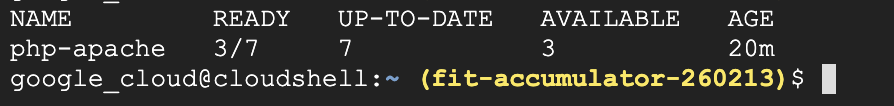 NAME READY UP-TO-DATE AVAILABLE AGE
php-apache 3/7 7 3 20m
google_cloud@cloudshell:~ (fit-accumulator-260213)$